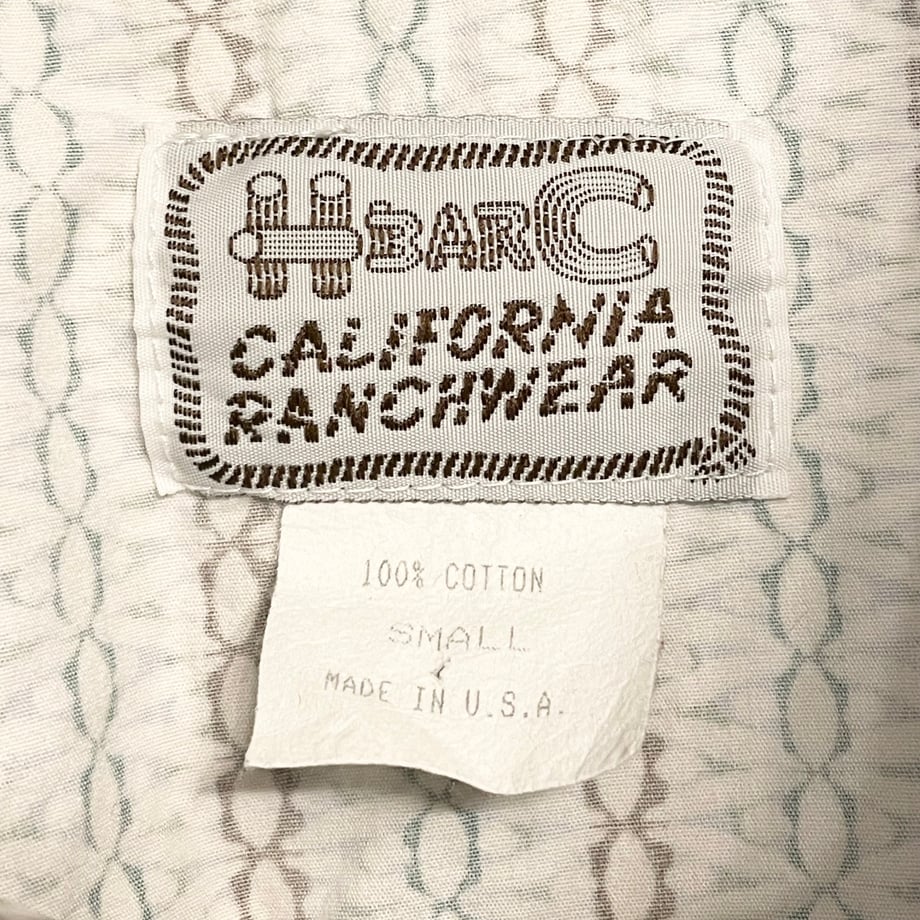 H BAR C
CALIFORNIA
RANCHWEAR
100% COTTON
SMALL
MADE IN U.S.A.